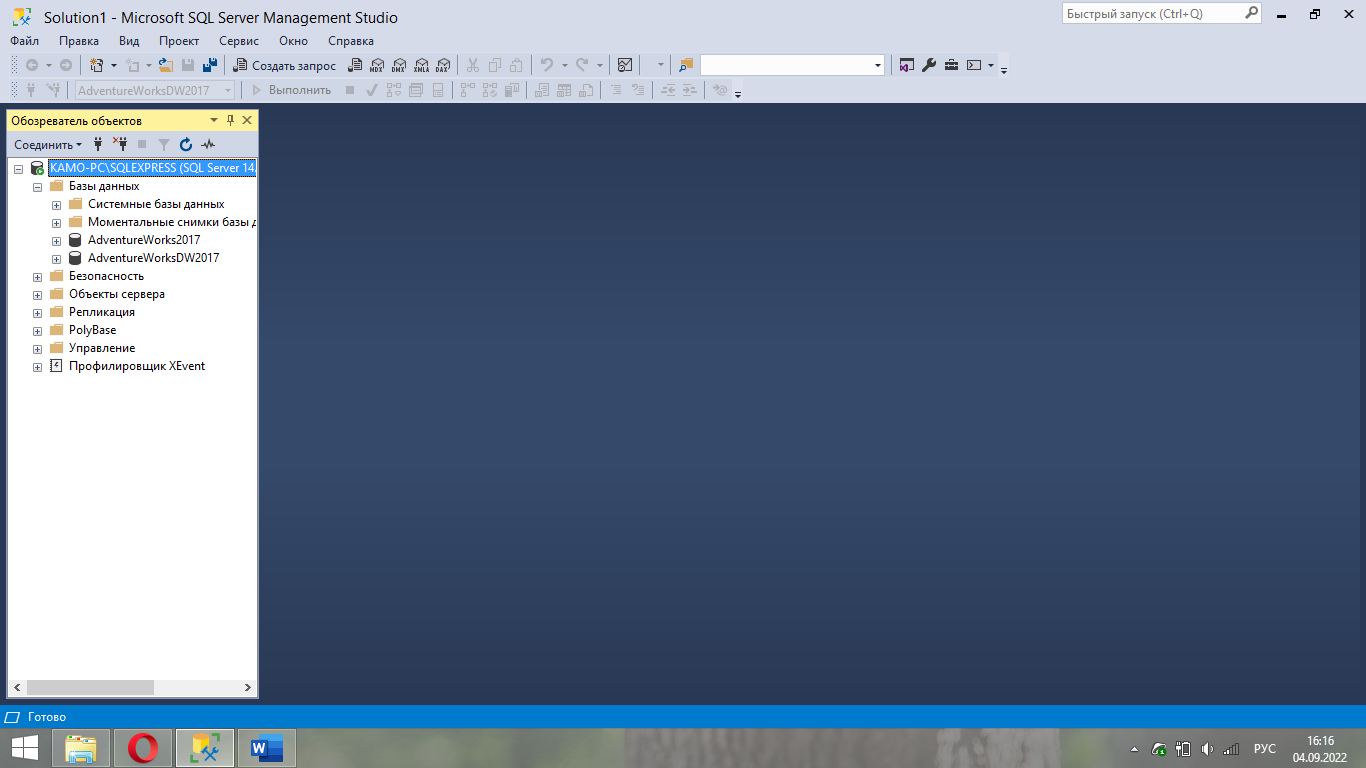 Solution1 - Microsoft SQL Server Management Studio
Быстрый запуск (Ctrl+Q)
Файл Правка Вид Проект Сервис Окно Справка
Создать запрос MDX DMX XMLA DAX
AdventureWorksDW2017 Выполнить
Обозреватель объектов
Соединить
KAMO-PC\SQLEXPRESS (SQL Server 14.
Базы данных
Системные базы данных
Моментальные снимки базы д
AdventureWorks2017
AdventureWorksDW2017
Безопасность
Объекты сервера
Репликация
PolyBase
Управление
Профилировщик XEvent
Готово
РУС
16:16
04.09.2022